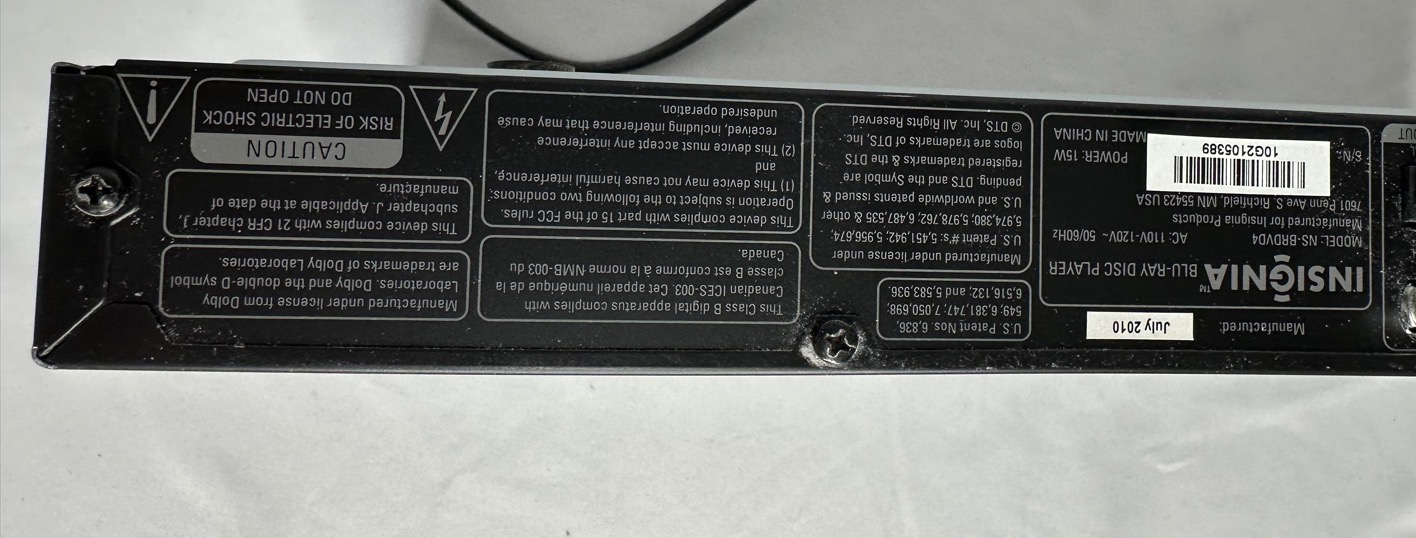 Manufactured:
July 2010
INSIGNIA™ BLU-RAY DISC PLAYER
MODEL: NS-BRDVD4 AC: 110V-120V~ 50/60Hz
Manufactured for Insignia Products
7601 Penn Ave S. Richfield, MN 55423 USA
POWER: 15W
S/N:
1062105389
MADE IN CHINA
U.S. Patent Nos. 6,836,
549; 6,381,747; 7,050,698;
6,516,132; and 5,583,936.
Manufactured under license under
U.S. Patent #'s: 5,451,942; 5,956,674;
5,974,380; 5,978,762; 6,487,535 & other
U.S. and worldwide patents issued &
pending. DTS and the Symbol are
registered trademarks & the DTS
logos are trademarks of DTS, Inc.
© DTS, Inc. All Rights Reserved
This Class B digital apparatus complies with
Canadian ICES-003. Cet appareil numérique de la
Classe B est conforme à la norme NMB-003 du
Canada.
This device complies with part 15 of the FCC rules.
Operation is subject to the following two conditions:
(1) This device may not cause harmful interference,
and
(2) This device must accept any interference
received, including interference that may cause
undesired operation.
Manufactured under license from Dolby
Laboratories. Dolby and the double-D symbol
are trademarks of Dolby Laboratories.
This device complies with 21 CFR chapter J
subchapter J. Applicable at the date of
manufacture.
CAUTION
RISK OF ELECTRIC SHOCK
DO NOT OPEN